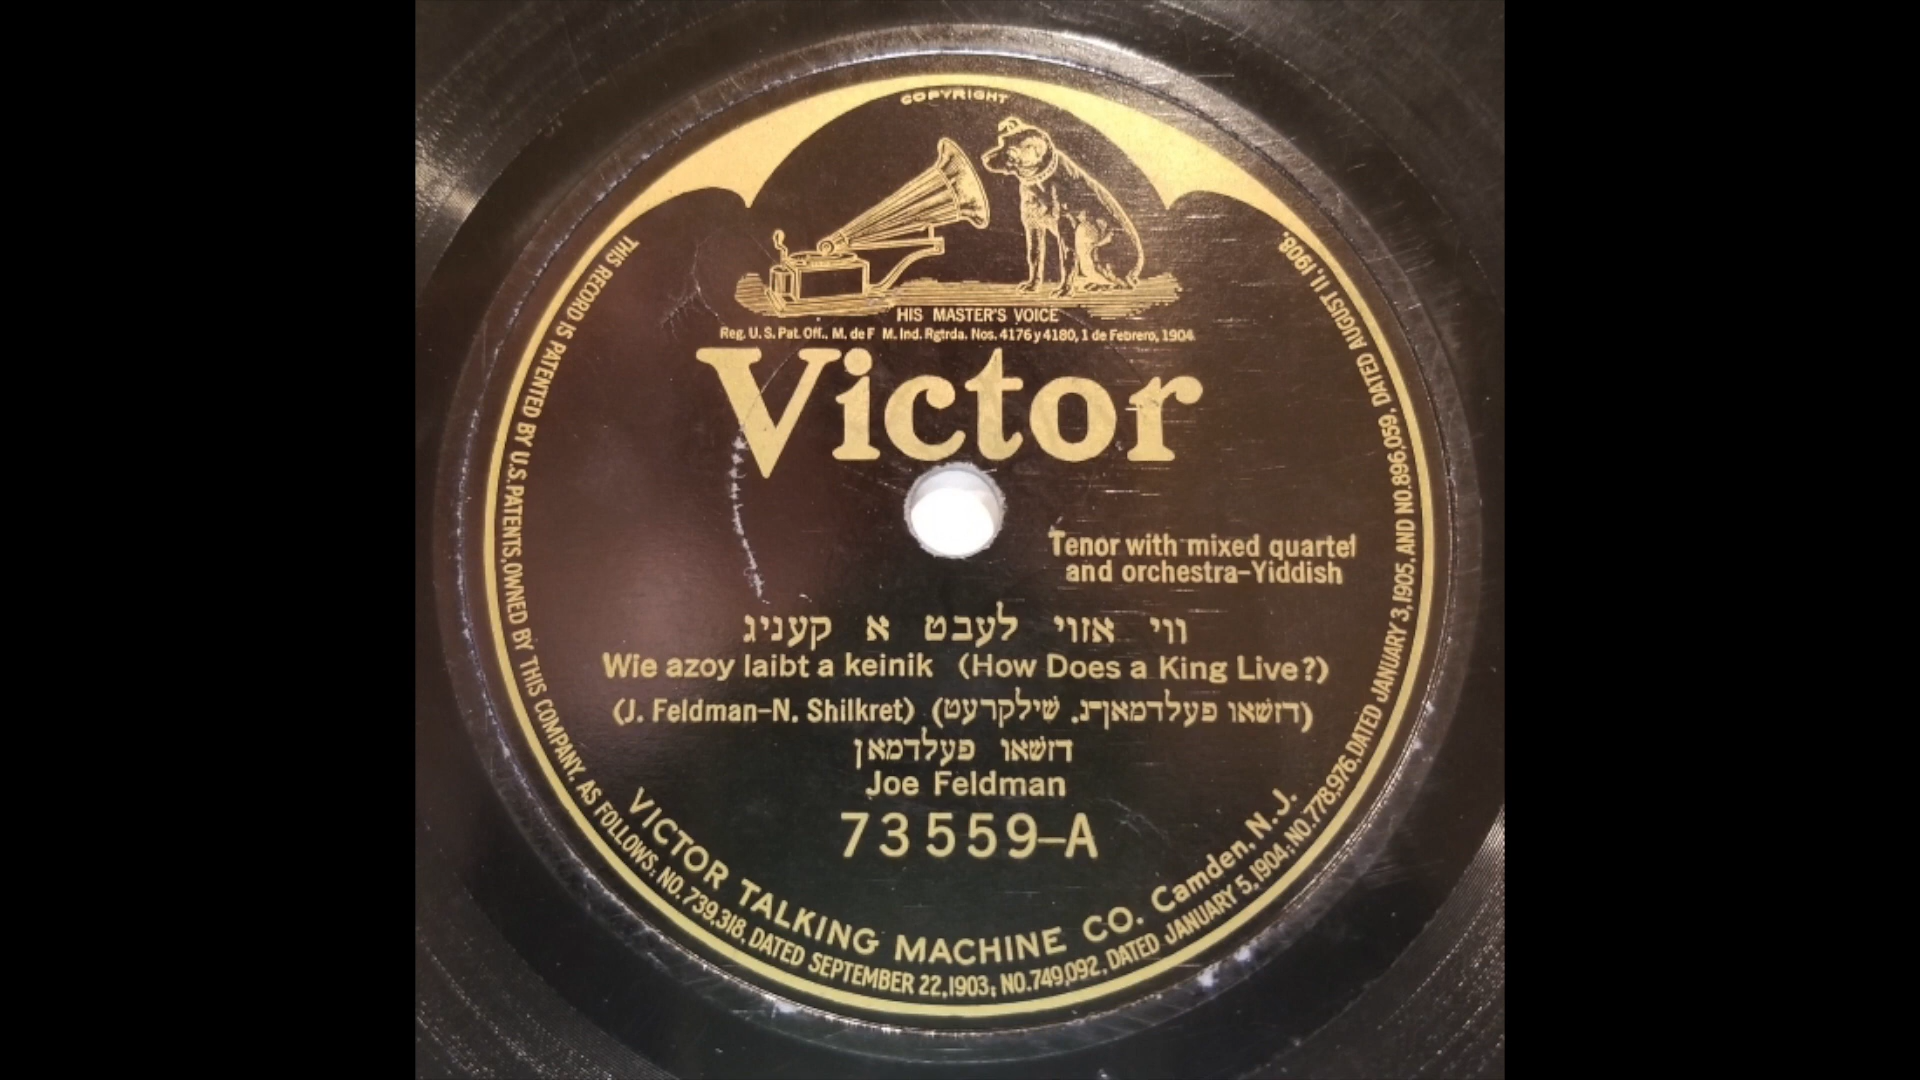 COPYRIGHT
HIS MASTER'S VOICE
Reg. U. S. Pat. Off.. M. de F M. Ind. Rgtrda. Nos. 4176 y 4180, 1 de Febrero, 1904
Victor
Tenor with mixed quartet
and orchestra-Yiddish
ווי אזוי לעבט א קעניג
Wie azoy laibt a keinik (How Does a King Live?)
(J. Feldman-N. Shilkret) (דזשאו פעלדמאן-נ. שילקרעט)
דזשאו פעלדמאן
Joe Feldman
73559-A
VICTOR TALKING MACHINE CO. Camden, N. J.
THIS RECORD IS PATENTED BY U.S. PATENTS, OWNED BY THIS COMPANY, AS FOLLOWS: NO. 739,318, DATED SEPTEMBER 22, 1903; NO. 749,092, DATED JANUARY 5, 1904; NO. 778,976, DATED JANUARY 3, 1905, AND NO. 896,059, DATED AUGUST 11, 1908.